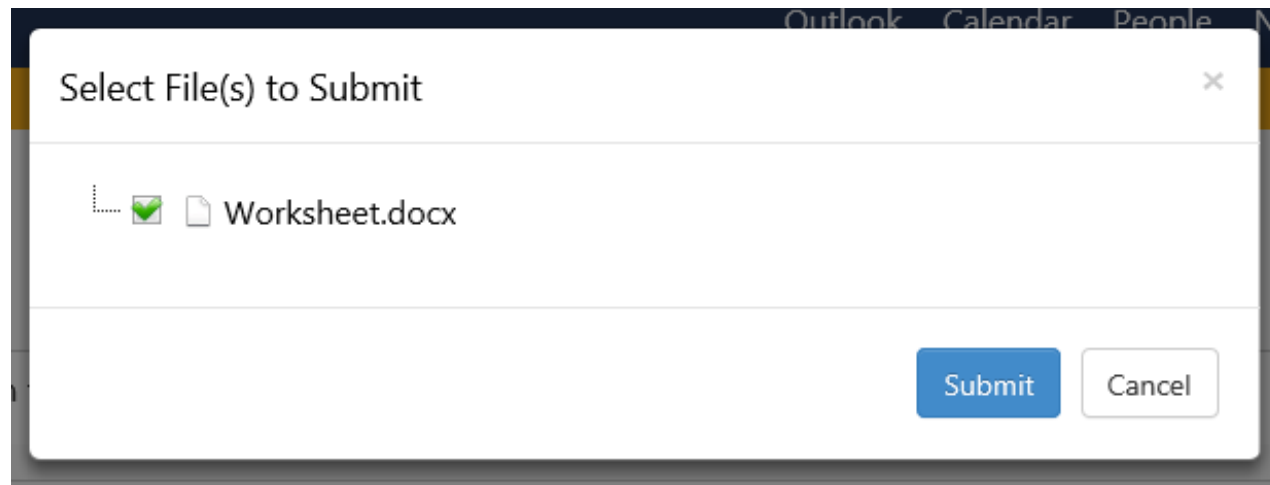 Outlook Calendar People
Select File(s) to Submit
×
Worksheet.docx
Submit
Cancel